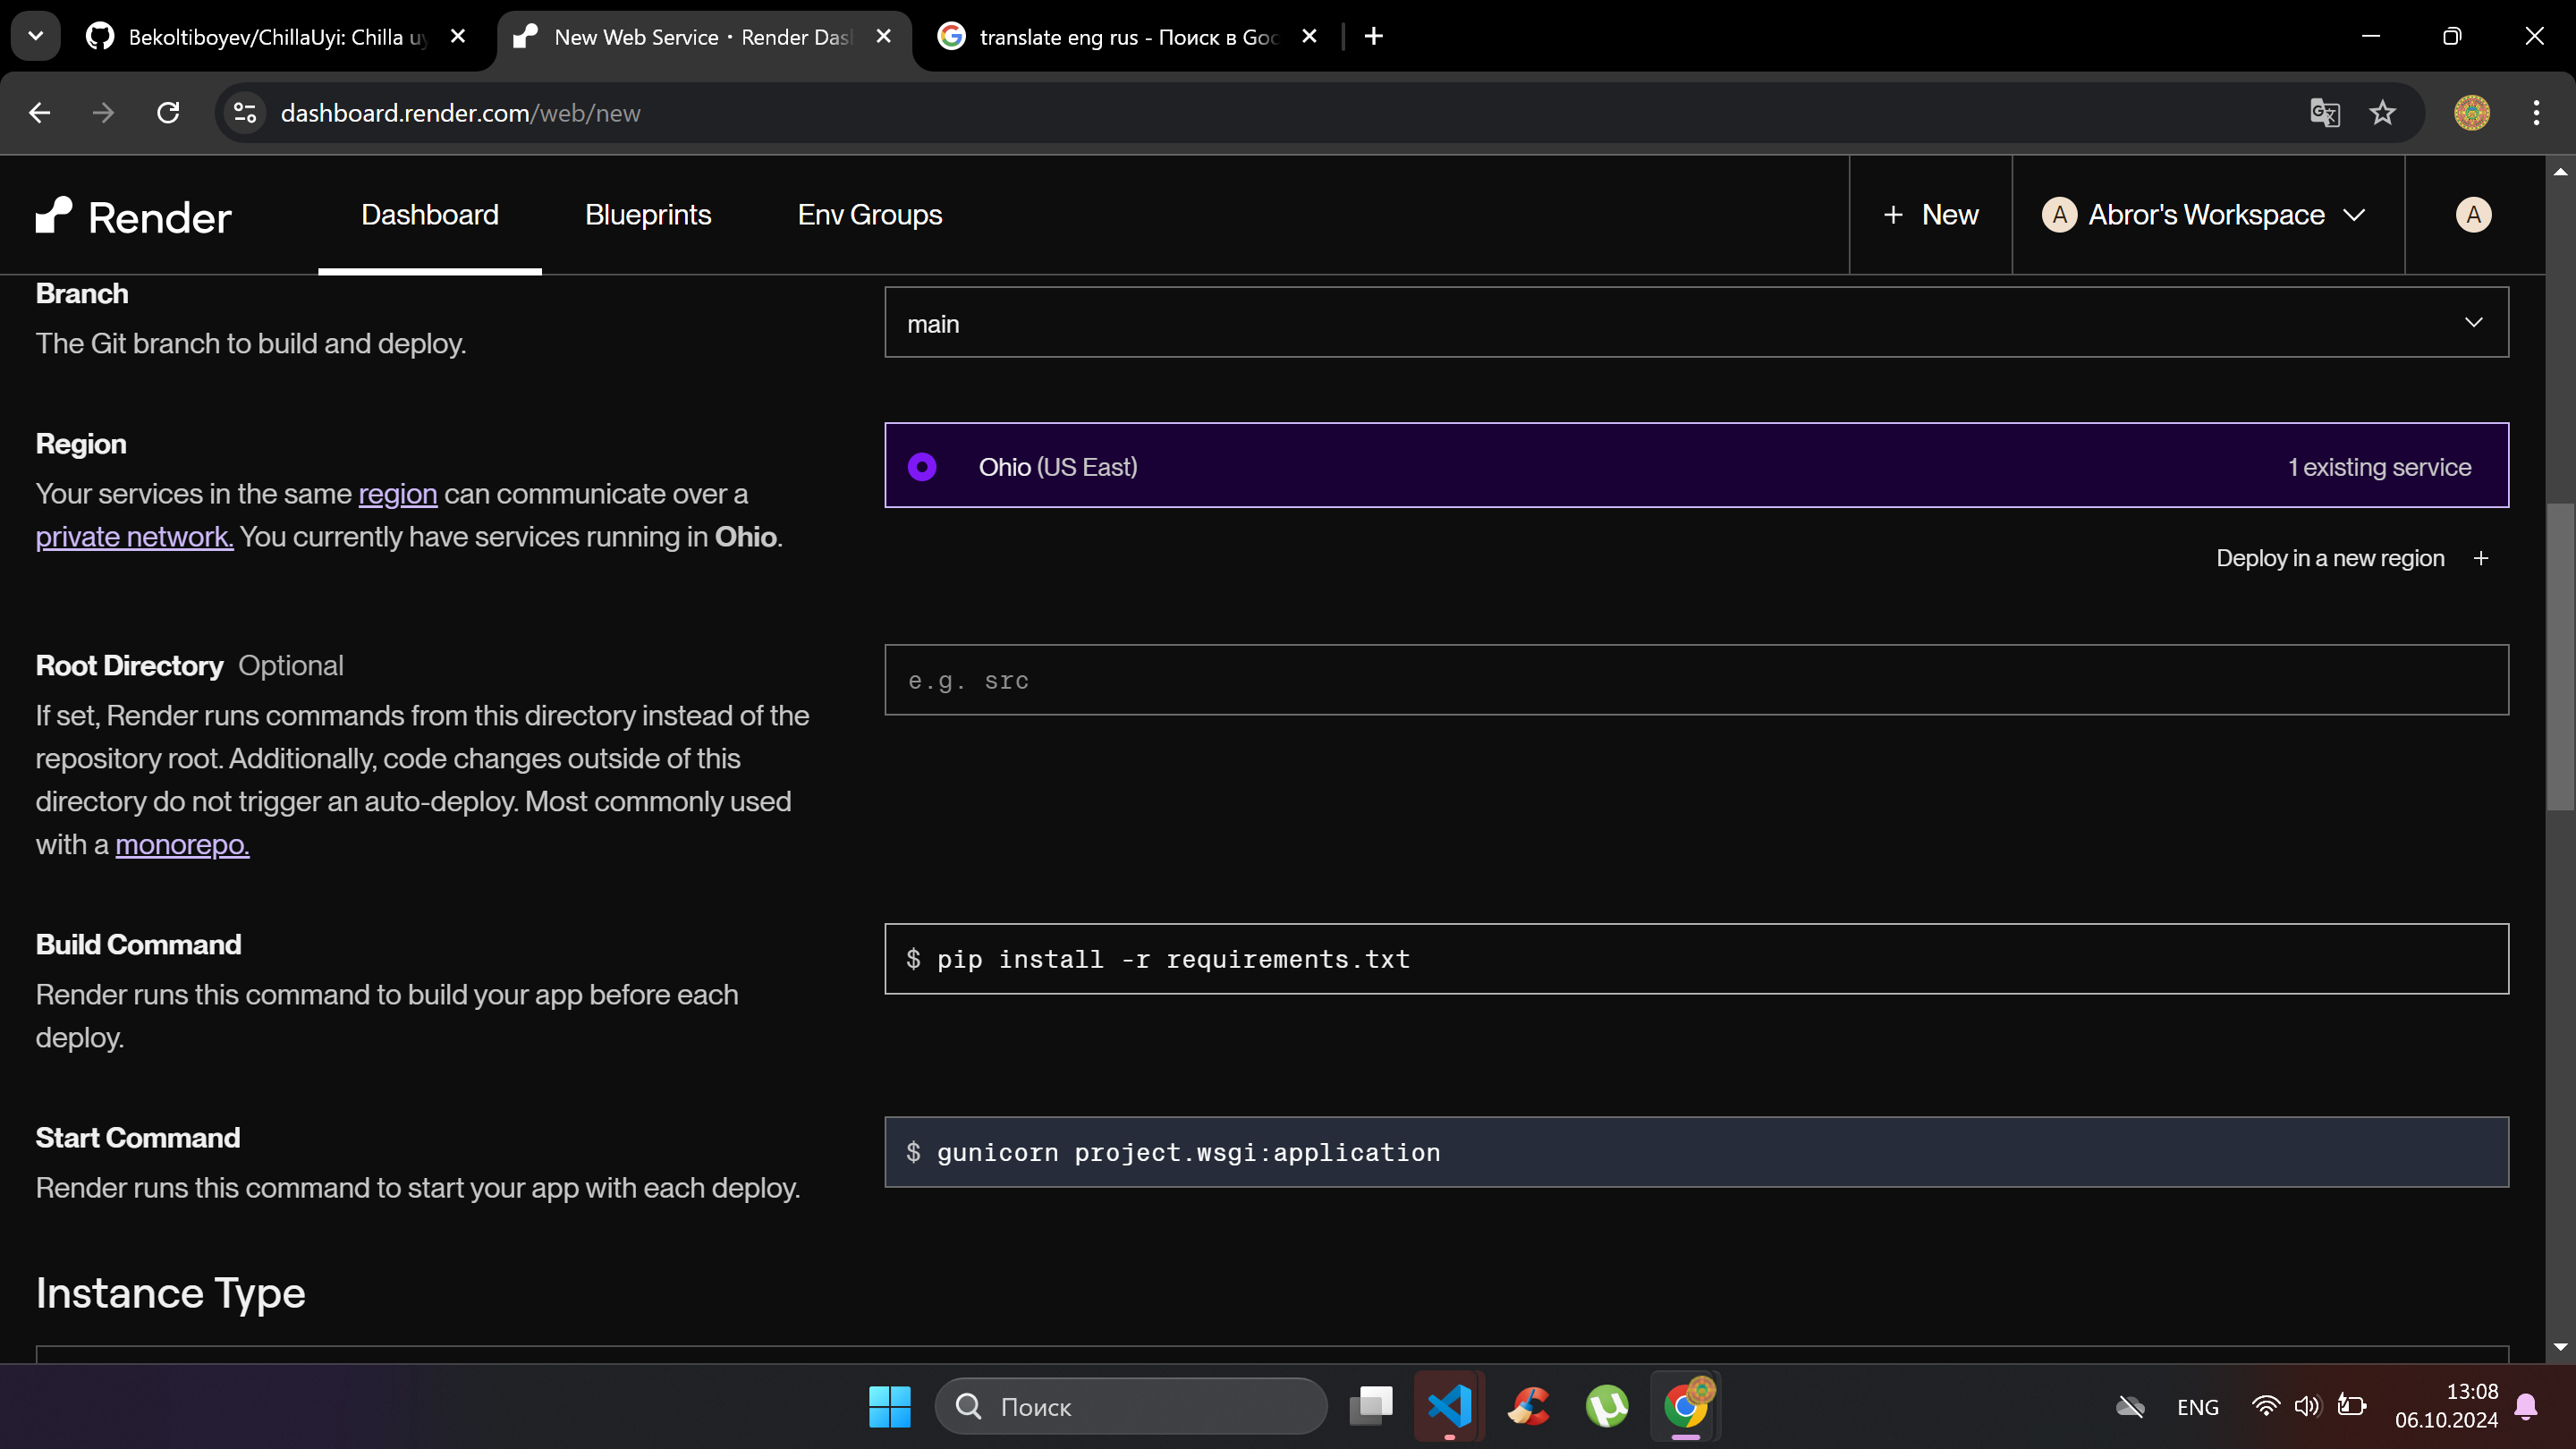 Bekoltiboyev/ChillaUyi: Chilla uy
New Web Service · Render Das
translate eng rus - Поиск в Goo
dashboard.render.com/web/new
Render
Dashboard
Blueprints
Env Groups
+ New
A Abror's Workspace
A
Branch
The Git branch to build and deploy.
main
Region
Your services in the same region can communicate over a
private network. You currently have services running in Ohio.
Ohio (US East)
1 existing service
Deploy in a new region +
Root Directory Optional
If set, Render runs commands from this directory instead of the
repository root. Additionally, code changes outside of this
directory do not trigger an auto-deploy. Most commonly used
with a monorepo.
e.g. src
Build Command
Render runs this command to build your app before each
deploy.
$ pip install -r requirements.txt
Start Command
Render runs this command to start your app with each deploy.
$ gunicorn project.wsgi:application
Instance Type
Поиск
ENG
13:08
06.10.2024